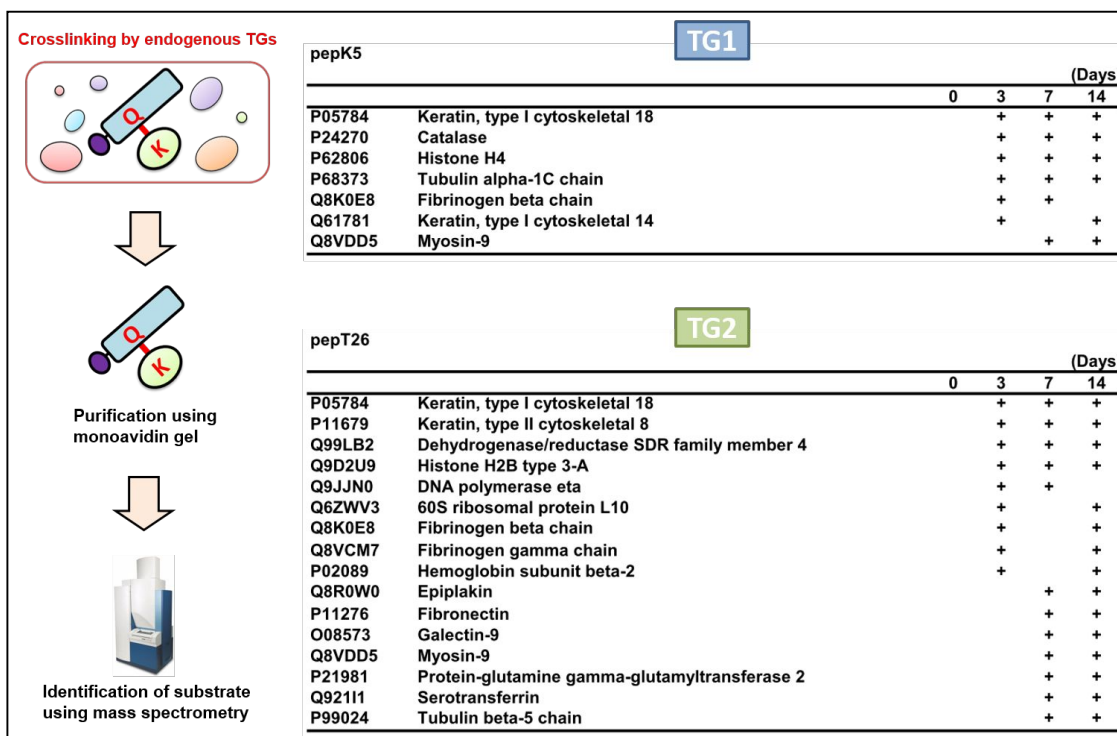 Crosslinking by endogenous TGs
Q
K
Q
K
Purification using
monoavidin gel
Identification of substrate
using mass spectrometry
TG1
pepK5
(Days
0 3 7 14
P05784 Keratin, type I cytoskeletal 18 + + +
P24270 Catalase + + +
P62806 Histone H4 + + +
P68373 Tubulin alpha-1C chain + + +
Q8K0E8 Fibrinogen beta chain + +
Q61781 Keratin, type I cytoskeletal 14 + +
Q8VDD5 Myosin-9 + +
TG2
pepT26
(Days
0 3 7 14
P05784 Keratin, type I cytoskeletal 18 + + +
P11679 Keratin, type II cytoskeletal 8 + + +
Q99LB2 Dehydrogenase/reductase SDR family member 4 + + +
Q9D2U9 Histone H2B type 3-A + + +
Q9JJN0 DNA polymerase eta + +
Q6ZWV3 60S ribosomal protein L10 + +
Q8K0E8 Fibrinogen beta chain + +
Q8VCM7 Fibrinogen gamma chain + +
P02089 Hemoglobin subunit beta-2 + +
Q8R0W0 Epiplakin + +
P11276 Fibronectin + +
O08573 Galectin-9 + +
Q8VDD5 Myosin-9 + +
P21981 Protein-glutamine gamma-glutamyltransferase 2 + +
Q921I1 Serotransferrin + +
P99024 Tubulin beta-5 chain + +